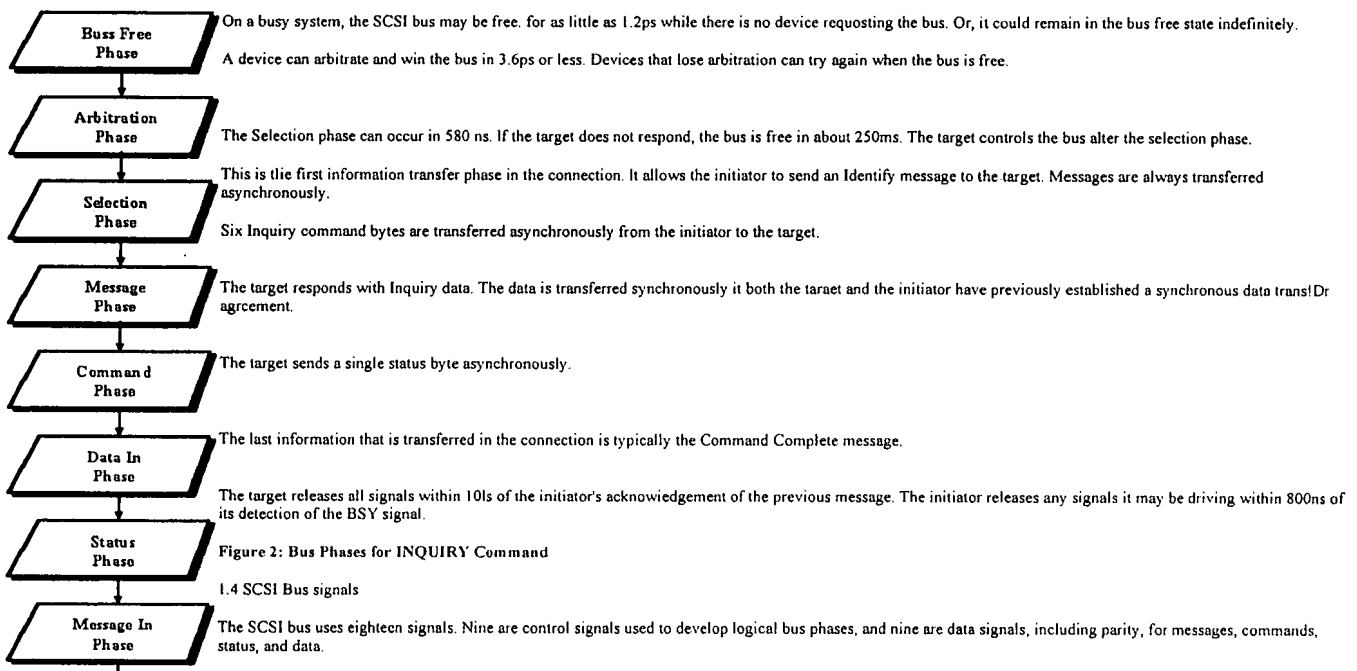 Buss Free
Phase
On a busy system, the SCSI bus may be free. for as little as 1.2ps while there is no device requosting the bus. Or, it could remain in the bus free state indefinitely.
A device can arbitrate and win the bus in 3.6ps or less. Devices that lose arbitration can try again when the bus is free.
Arbitration
Phase
The Selection phase can occur in 580 ns. If the target does not respond, the bus is free in about 250ms. The target controls the bus alter the selection phase.
This is tlie first information transfer phase in the connection. It allows the initiator to send an Identify message to the target. Messages are always transferred
asynchronously.
Selection
Phase
Six Inquiry command bytes are transferred asynchronously from the initiator to the target.
Message
Phase
The target responds with Inquiry data. The data is transferred synchronously it both the taraet and the initiator have previously established a synchronous data trans!Dr
agrcement.
Command
Phase
The target sends a single status byte asynchronously.
The last information that is transferred in the connection is typically the Command Complete message.
Data In
Phase
The target releases all signals within 10ls of the initiator's acknowiedgement of the previous message. The initiator releases any signals it may be driving within 800ns of
its detection of the BSY signal.
Status
Phase
Figure 2: Bus Phases for INQUIRY Command
1.4 SCSI Bus signals
Message In
Phase
The SCSI bus uses eighteen signals. Nine are control signals used to develop logical bus phases, and nine are data signals, including parity, for messages, commands,
status, and data.